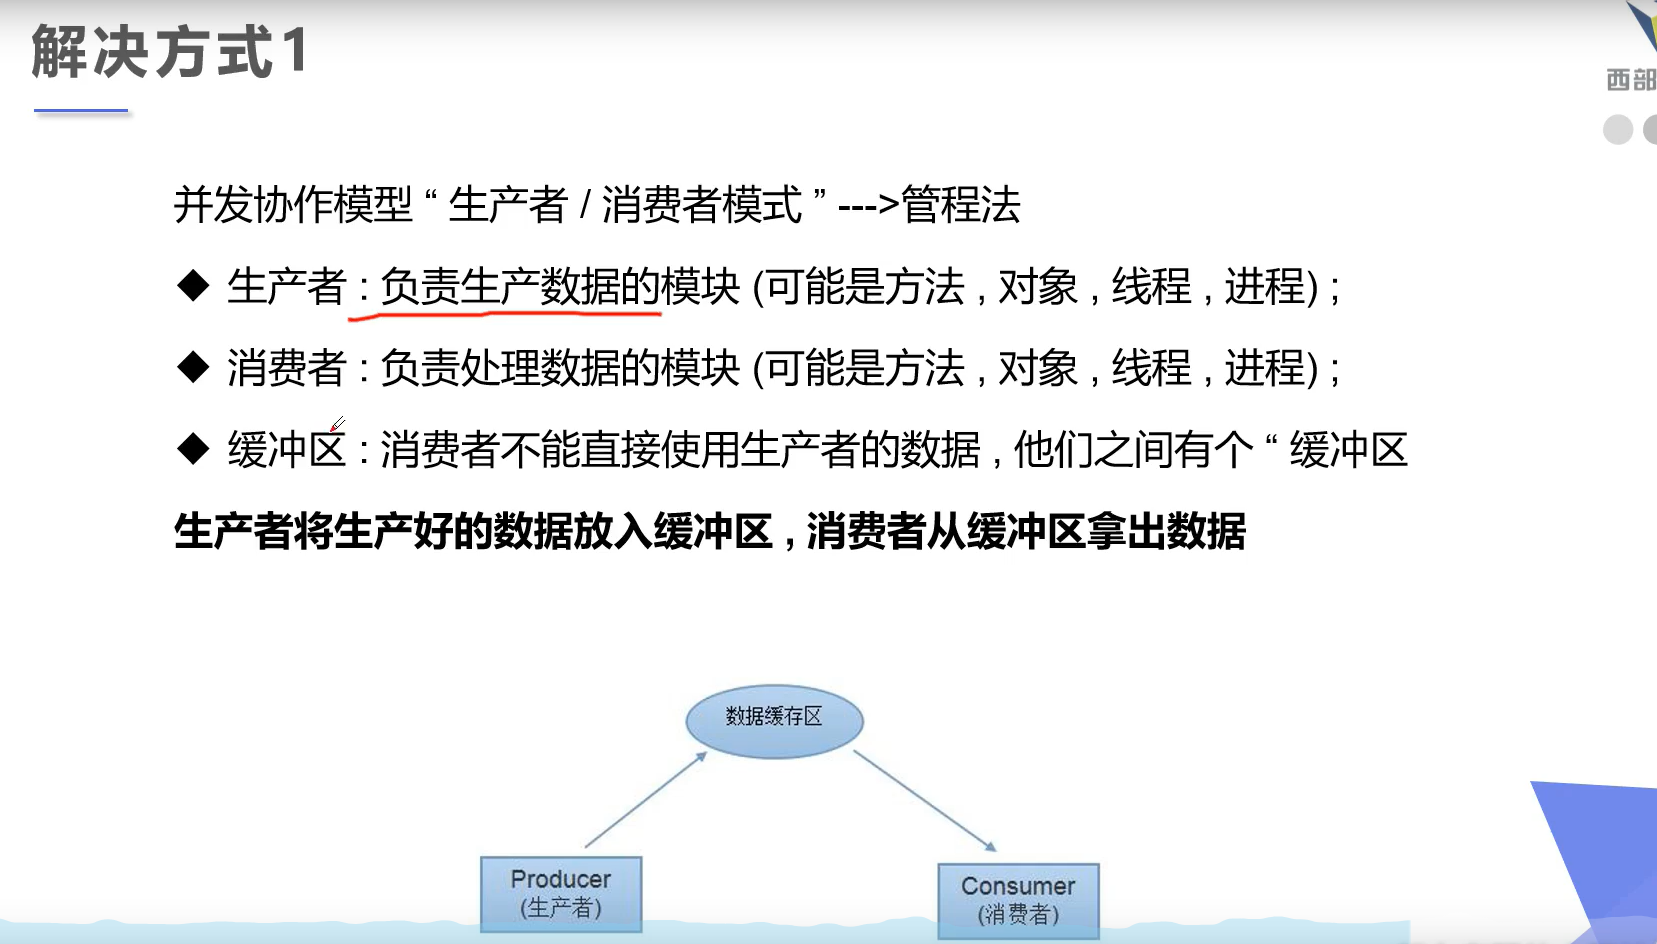 解决方式1
西部
并发协作模型 “ 生产者 / 消费者模式 ” --->管程法
◆ 生产者 : 负责生产数据的模块 (可能是方法 , 对象 , 线程 , 进程) ;
◆ 消费者 : 负责处理数据的模块 (可能是方法 , 对象 , 线程 , 进程) ;
◆ 缓冲区 : 消费者不能直接使用生产者的数据 , 他们之间有个 “ 缓冲区
生产者将生产好的数据放入缓冲区 , 消费者从缓冲区拿出数据
数据缓存区
Producer
(生产者)
Consumer
(消费者)